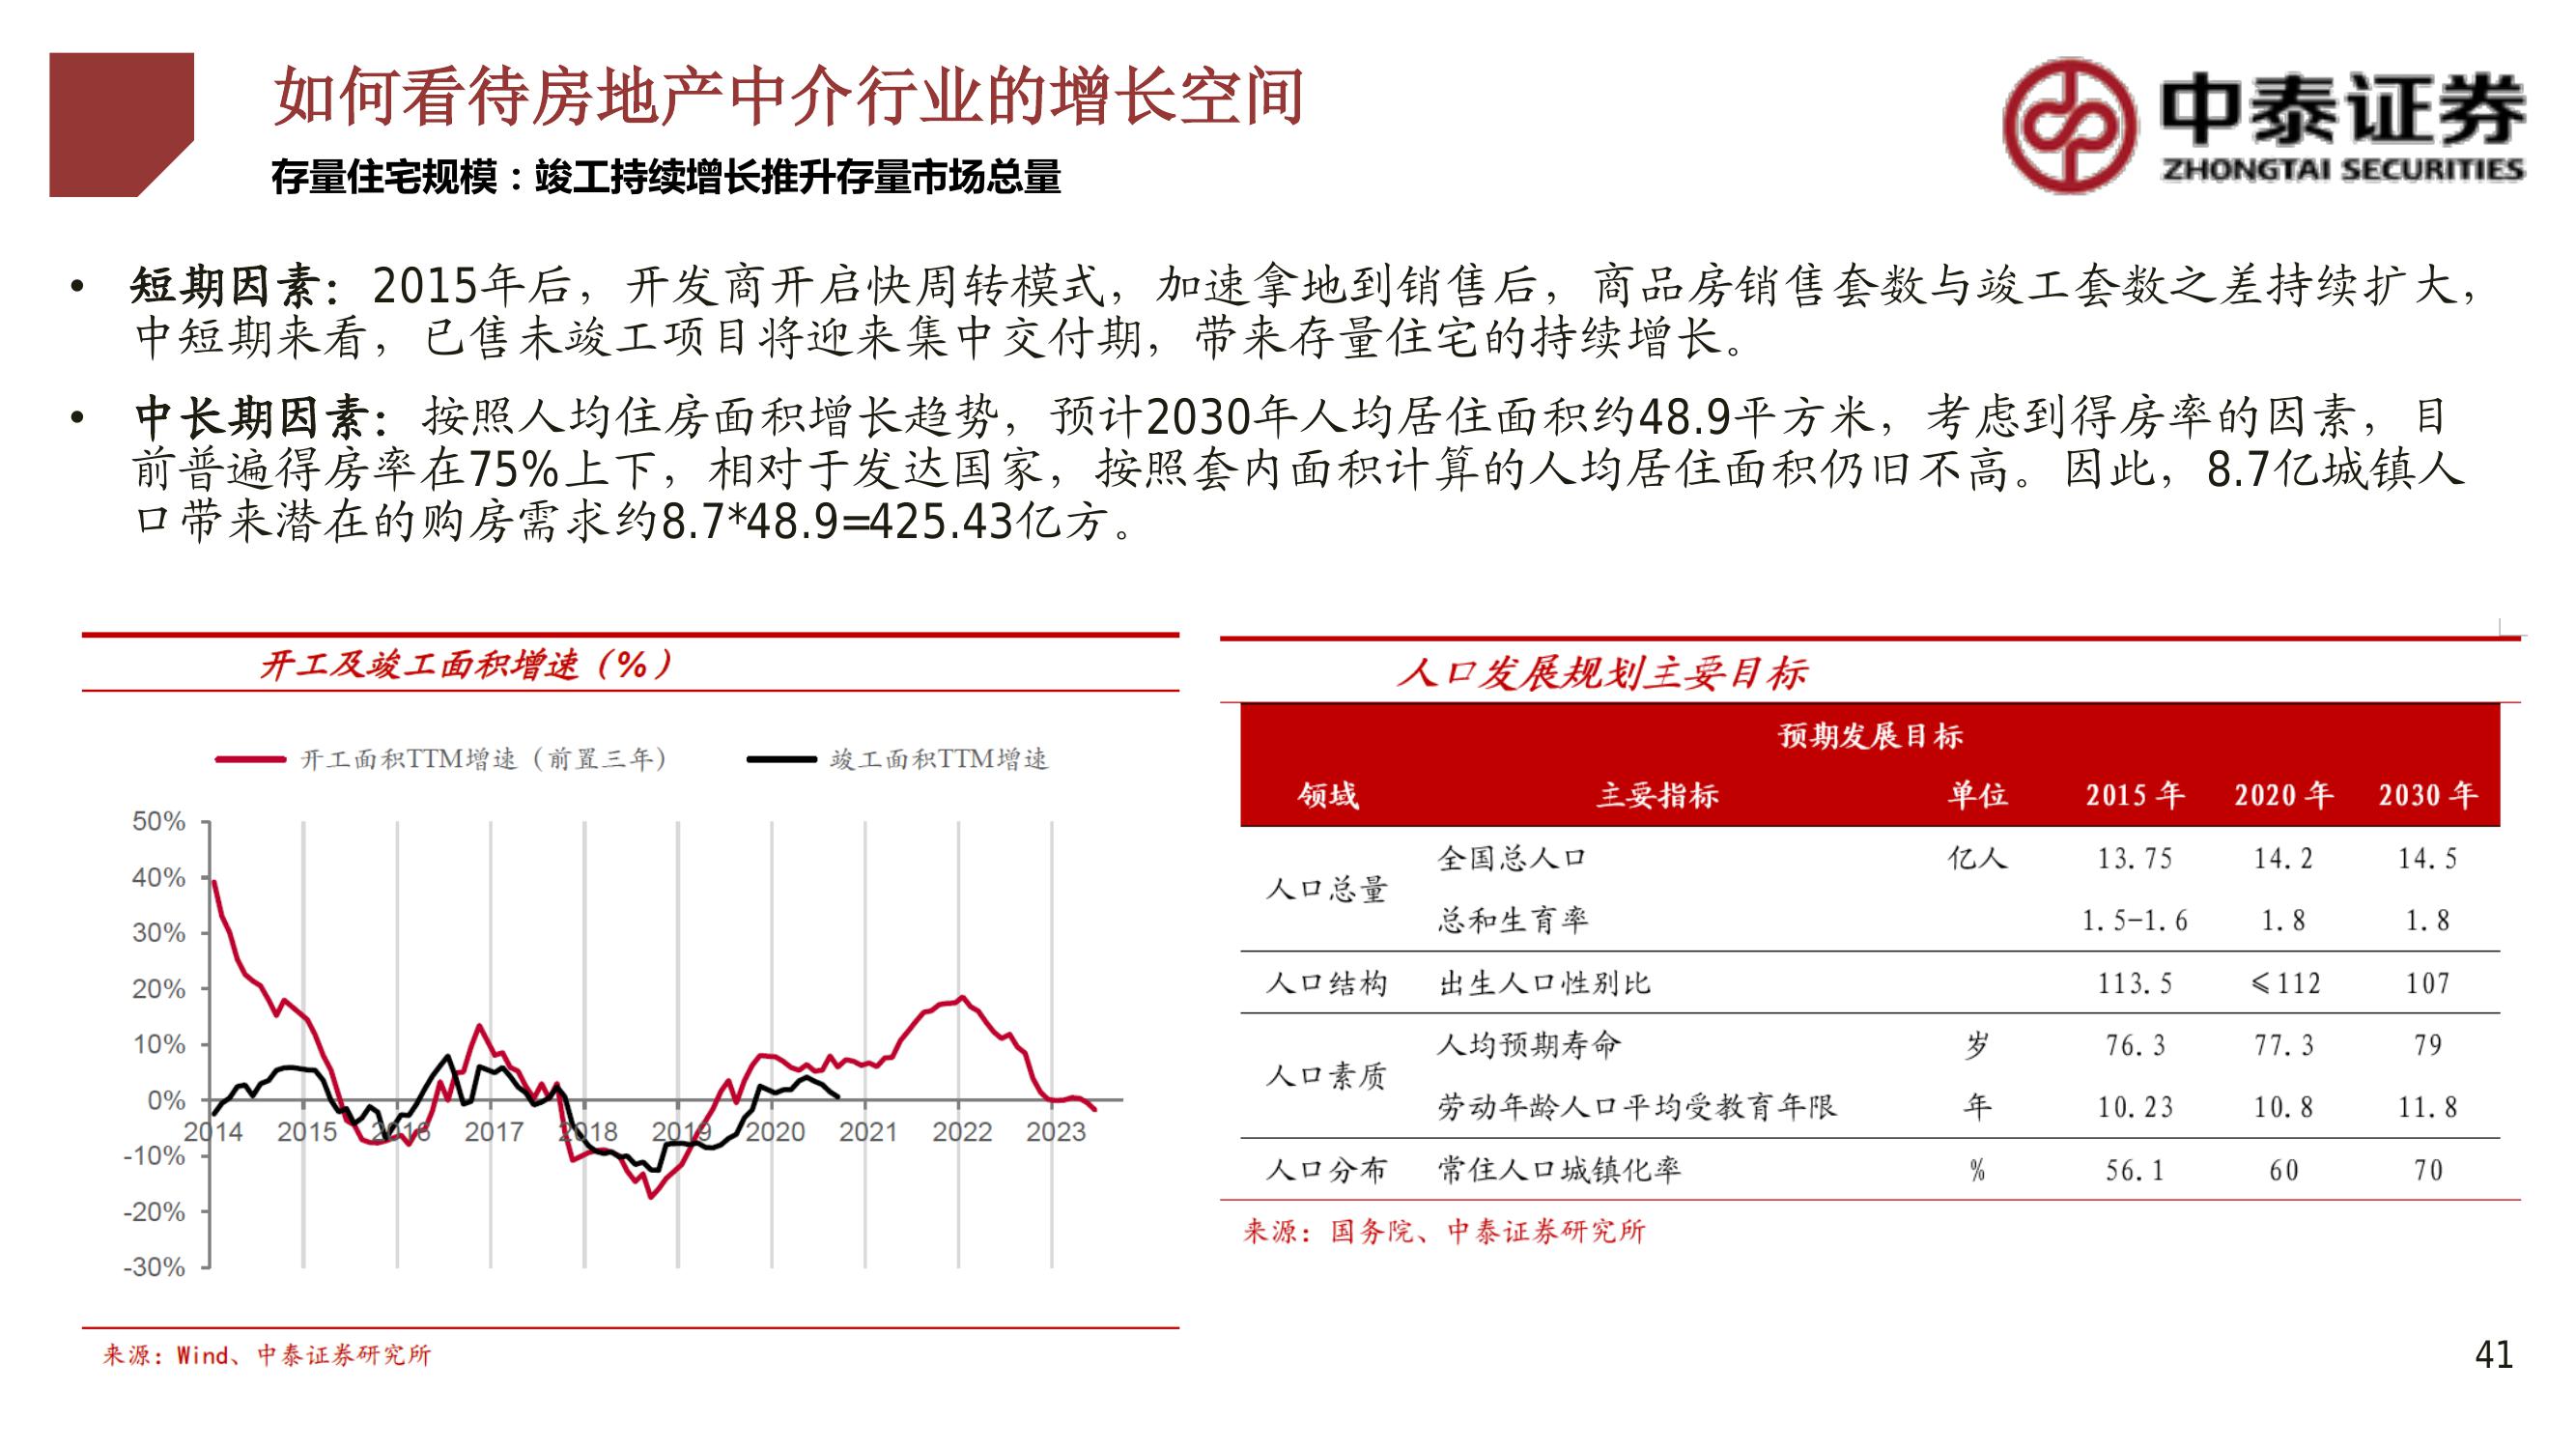 如何看待房地产中介行业的增长空间
存量住宅规模：竣工持续增长推升存量市场总量
中泰证券
ZHONGTAI SECURITIES
• 短期因素：2015年后，开发商开启快周转模式，加速拿地到销售后，商品房销售套数与竣工套数之差持续扩大，
中短期来看，已售未竣工项目将迎来集中交付期，带来存量住宅的持续增长。
• 中长期因素：按照人均住房面积增长趋势，预计2030年人均居住面积约48.9平方米，考虑到得房率的因素，目
前普遍得房率在75%上下，相对于发达国家，按照套内面积计算的人均居住面积仍旧不高。因此，8.7亿城镇人
口带来潜在的购房需求约8.7*48.9=425.43亿方。
开工及竣工面积增速（%）
开工面积TTM增速（前置三年） 竣工面积TTM增速
50%
40%
30%
20%
10%
0%
-10%
-20%
-30%
2014 2015 2016 2017 2018 2019 2020 2021 2022 2023
来源：Wind、中泰证券研究所
人口发展规划主要目标
预期发展目标
领域 主要指标 单位 2015 年 2020 年 2030 年
人口总量
全国总人口 亿人 13.75 14.2 14.5
总和生育率 1.5-1.6 1.8 1.8
人口结构 出生人口性别比 113.5 ≤112 107
人口素质
人均预期寿命 岁 76.3 77.3 79
劳动年龄人口平均受教育年限 年 10.23 10.8 11.8
人口分布 常住人口城镇化率 % 56.1 60 70
来源：国务院、中泰证券研究所
41